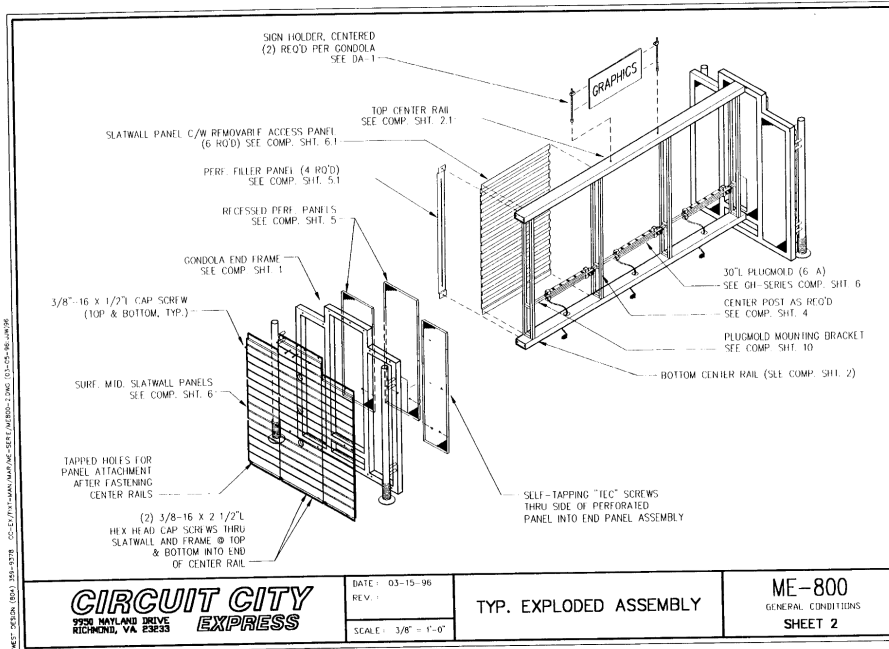 SIGN HOLDER, CENTERED
(2) REQ'D PER GONDOLA
SEE DA-1
GRAPHICS
TOP CENTER RAIL
SEE COMP. SHT. 2.1
SLATWALL PANEL C/W REMOVABLE ACCESS PANEL
(6 RQ'D) SEE COMP. SHT. 6.1
PERF. FILLER PANEL (4 RQ'D)
SEE COMP. SHT. 5.1
RECESSED PERF. PANELS
SEE COMP. SHT. 5
GONDOLA END FRAME
SEE COMP SHT. 1
3/8"-16 X 1/2"L CAP SCREW
(TOP & BOTTOM, TYP.)
SURF. MTD. SLATWALL PANELS
SEE COMP. SHT. 6
TAPPED HOLES FOR
PANEL ATTACHMENT
AFTER FASTENING
CENTER RAILS
(2) 3/8-16 X 2 1/2"L
HEX HEAD CAP SCREWS THRU
SLATWALL AND FRAME @ TOP
& BOTTOM INTO END
OF CENTER RAIL
30"L PLUGMOLD (6 A)
SEE GH-SERIES COMP. SHT 6
CENTER POST AS REQ'D
SEE COMP. SHT. 4
PLUGMOLD MOUNTING BRACKET
SEE COMP. SHT. 10
BOTTOM CENTER RAIL (SEE COMP. SHT. 2)
SELF-TAPPING "TEC" SCREWS
THRU SIDE OF PERFORATED
PANEL INTO END PANEL ASSEMBLY
WEST DESIGN (804) 359-9378
CIRCUIT CITY
EXPRESS
9950 MAYLAND DRIVE
RICHMOND, VA 23233
DATE: 03-15-96
REV.:
SCALE: 3/8" = 1'-0"
TYP. EXPLODED ASSEMBLY
ME-800
GENERAL CONDITIONS
SHEET 2